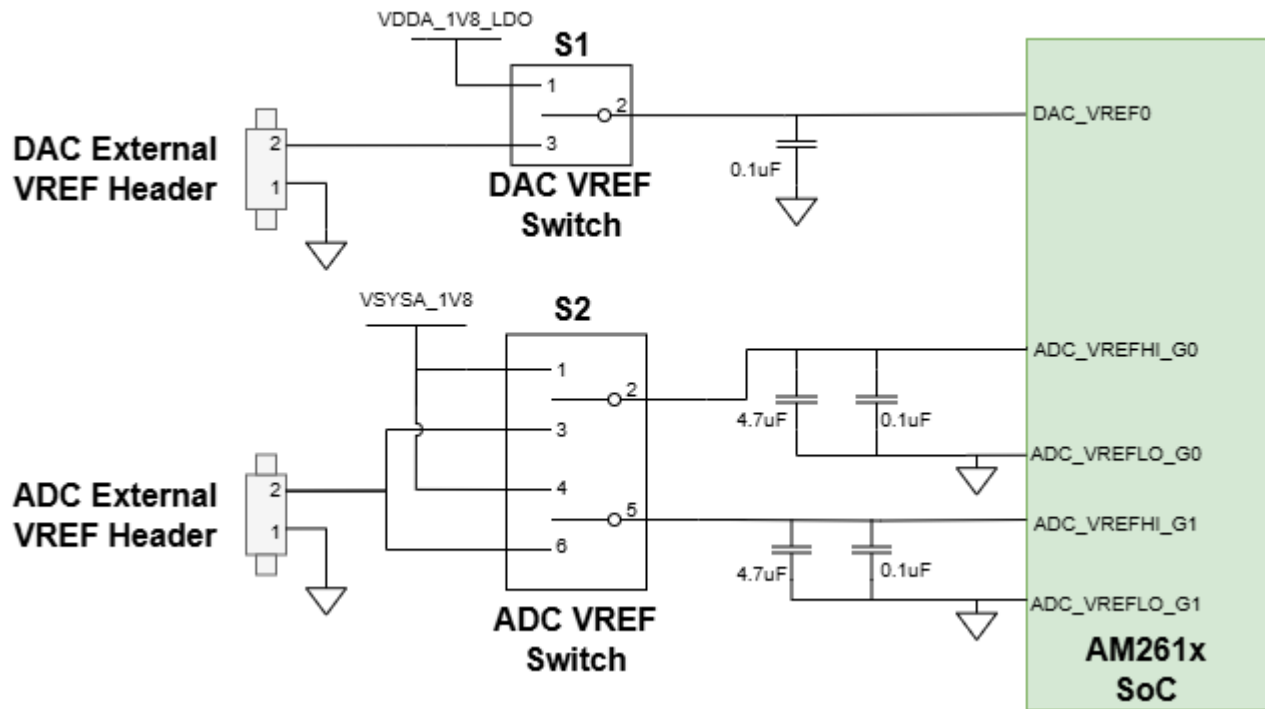 VDDA_1V8_LDO
S1
1
2
3
DAC_VREF0
DAC External
VREF Header
2
1
0.1uF
DAC VREF
Switch
VSYSA_1V8
S2
1
2
3
4
5
6
ADC_VREFHI_G0
4.7uF
0.1uF
ADC_VREFLO_G0
ADC External
VREF Header
2
1
ADC_VREFHI_G1
4.7uF
0.1uF
ADC_VREFLO_G1
ADC VREF
Switch
AM261x
SoC